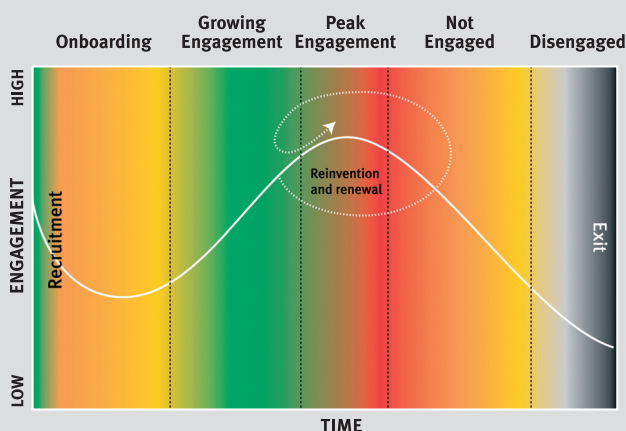 Onboarding
Growing
Engagement
Peak
Engagement
Not
Engaged
Disengaged
HIGH
ENGAGEMENT
LOW
Recruitment
Reinvention
and renewal
Exit
TIME